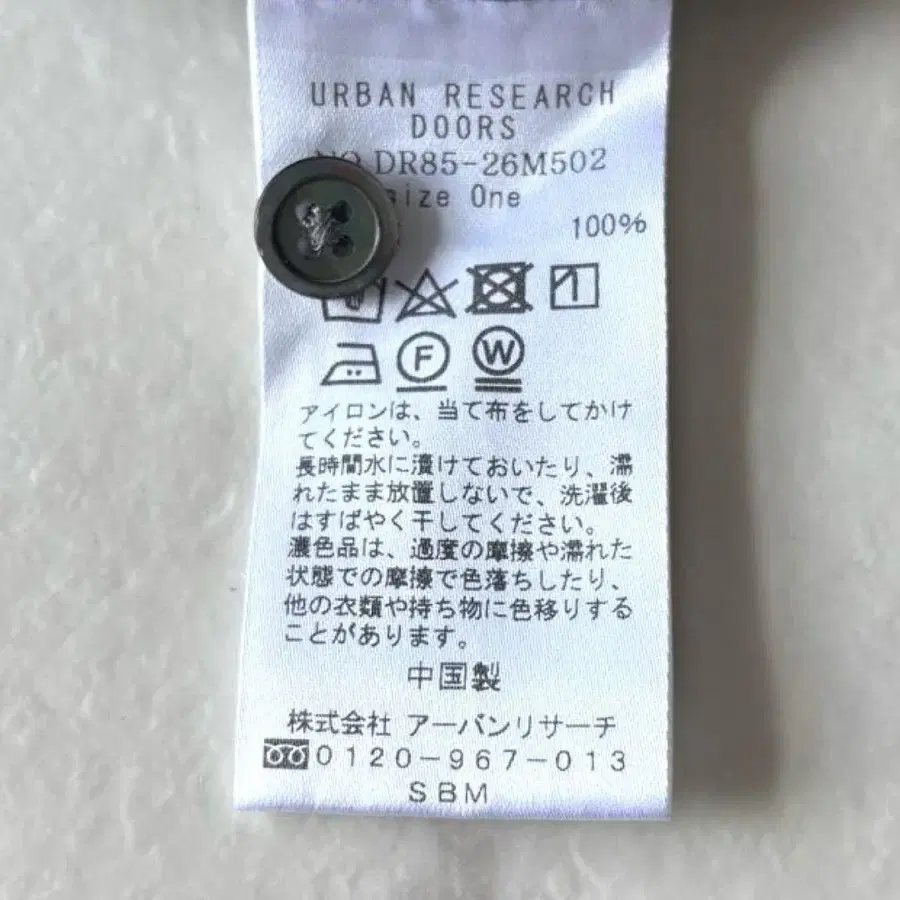 URBAN RESEARCH
DOORS
NO.DR85-26M502
size One
100%
F W
アイロンは、当て布をしてかけ
てください。
長時間水に漬けておいたり、濡
れたまま放置しないで、洗濯後
はすばやく干してください。
濃色品は、過度の摩擦や濡れた
状態での摩擦で色落ちしたり、
他の衣類や持ち物に色移りする
ことがあります。
中国製
株式会社 アーバンリサーチ
0120-967-013
SBM